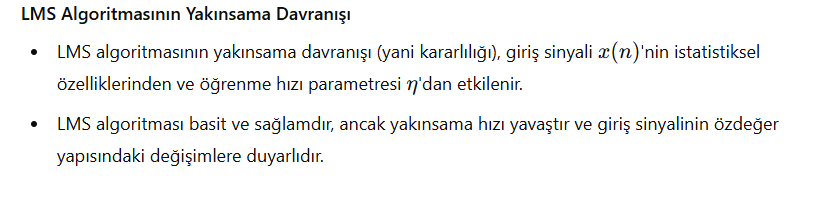 LMS Algoritmasının Yakınsama Davranışı
• LMS algoritmasının yakınsama davranışı (yani kararlılığı), giriş sinyali x(n)'nin istatistiksel
özelliklerinden ve öğrenme hızı parametresi η'dan etkilenir.
• LMS algoritması basit ve sağlamdır, ancak yakınsama hızı yavaştır ve giriş sinyalinin özdeğer
yapısındaki değişimlere duyarlıdır.